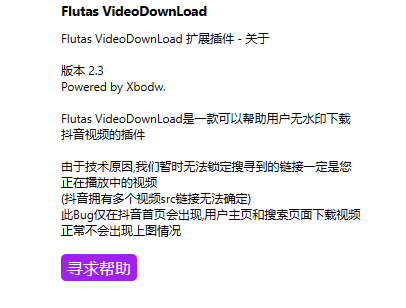 Flutas VideoDownLoad
Flutas VideoDownLoad 扩展插件 - 关于
版本 2.3
Powered by Xbodw.
Flutas VideoDownLoad是一款可以帮助用户无水印下载
抖音视频的插件
由于技术原因,我们暂时无法锁定搜寻到的链接一定是您
正在播放中的视频
(抖音拥有多个视频src链接无法确定)
此Bug仅在抖音首页会出现,用户主页和搜索页面下载视频
正常不会出现上图情况
寻求帮助